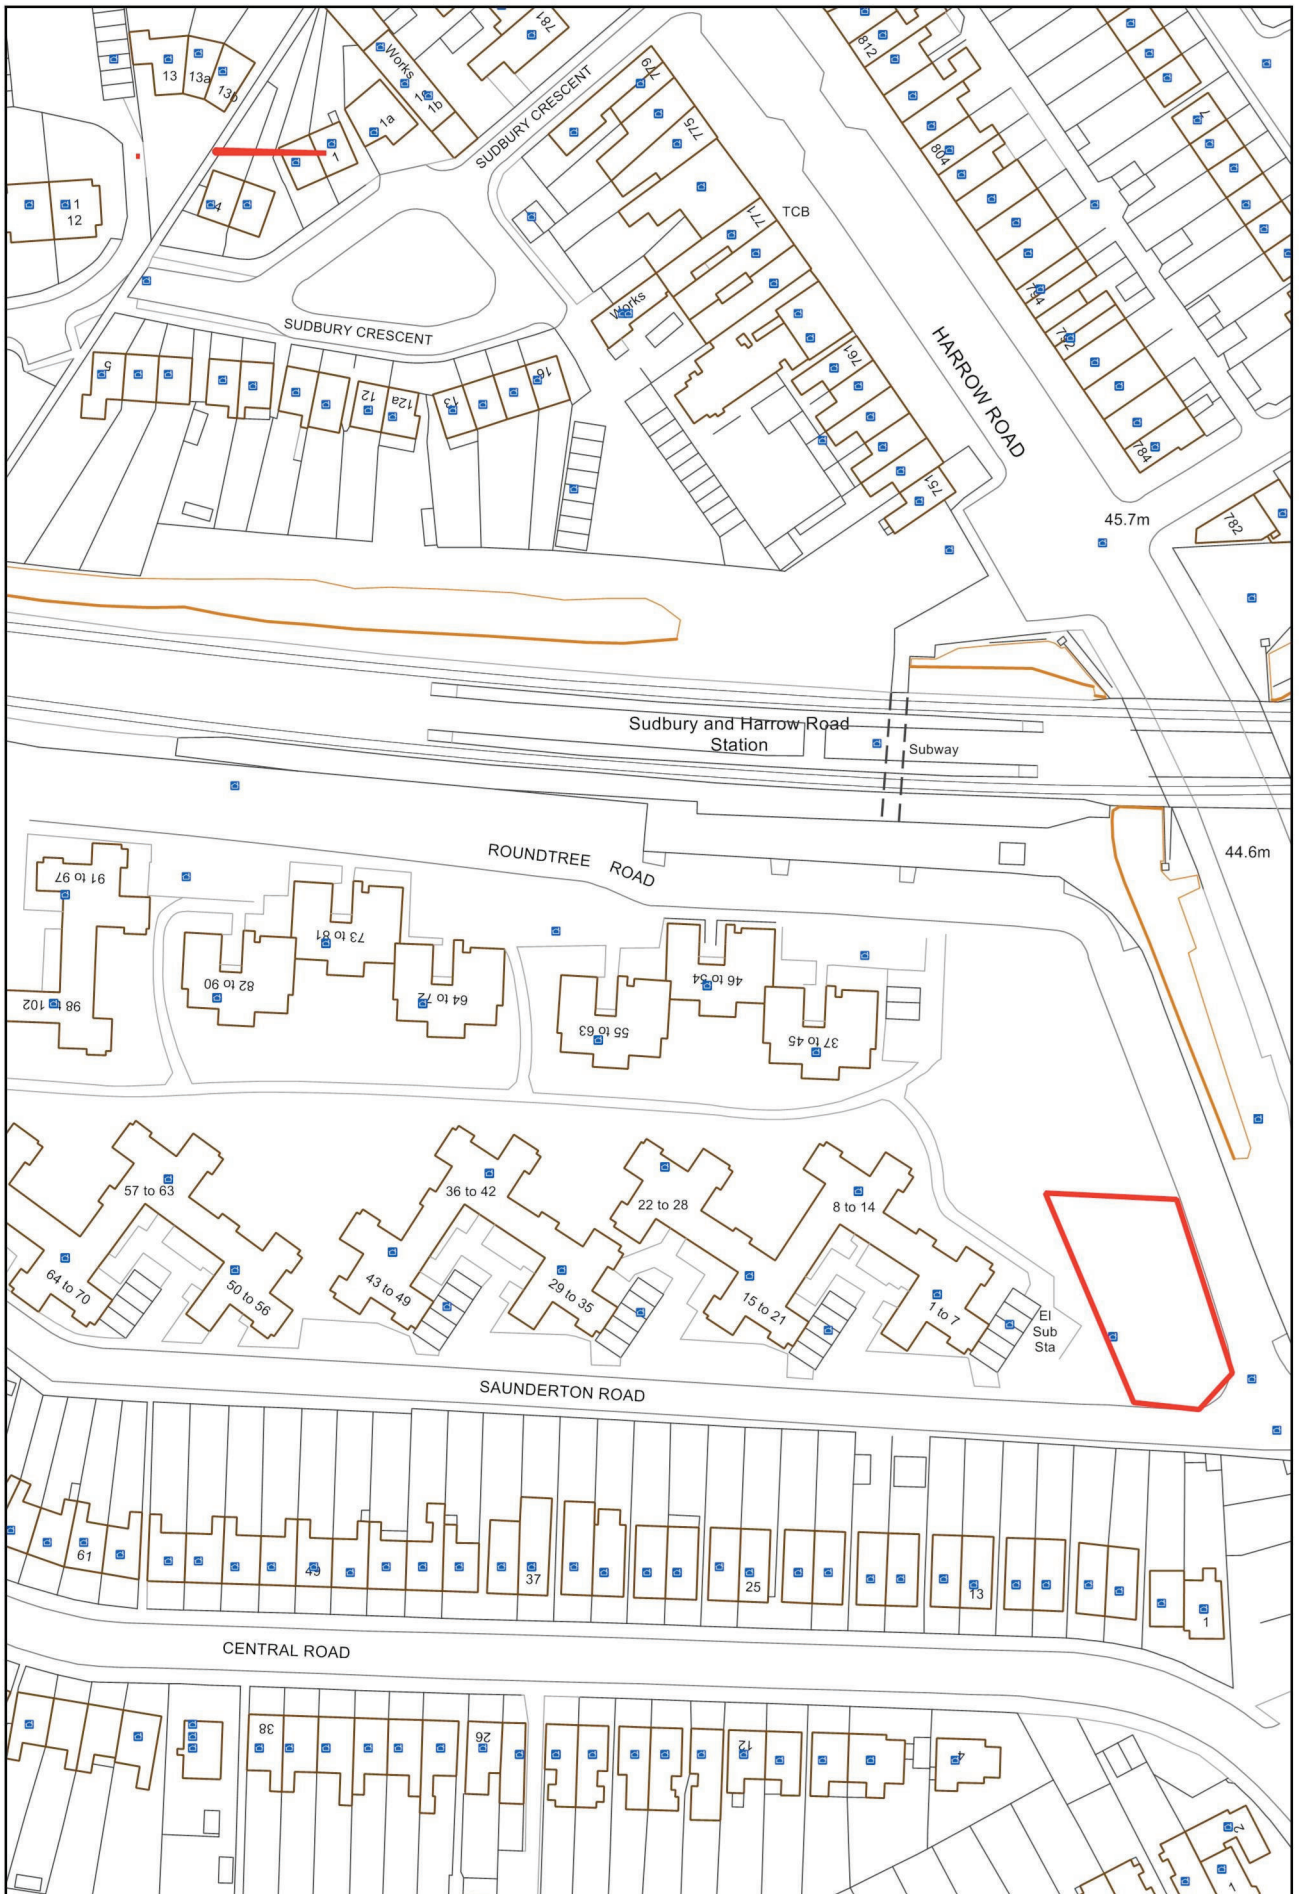 781
Works
13
13a
13b
1a
1b
1
SUDBURY CRESCENT
779
775
812
804
7
4
1
12
TCB
771
794
792
Works
SUDBURY CRESCENT
HARROW ROAD
761
5
12
12a
13
16
784
751
45.7m
782
Sudbury and Harrow Road
Station
Subway
44.6m
ROUNDTREE ROAD
91 to 97
73 to 81
82 to 90
64 to 72
98 to 102
46 to 54
55 to 63
37 to 45
57 to 63
36 to 42
22 to 28
8 to 14
64 to 70
50 to 56
43 to 49
29 to 35
15 to 21
1 to 7
El
Sub
Sta
SAUNDERTON ROAD
61
49
37
25
13
1
CENTRAL ROAD
38
26
12
4
2
1